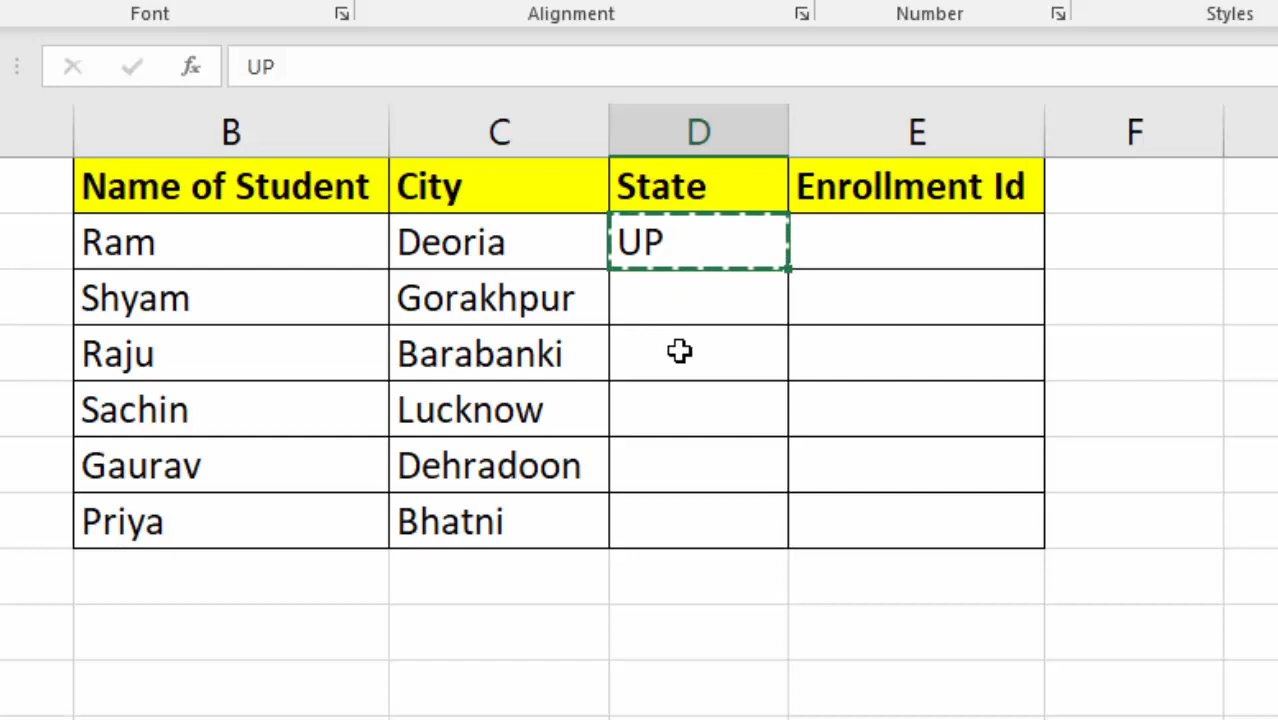 Font Alignment Number Styles
fx UP
B C D E F
Name of Student City State Enrollment Id
Ram Deoria UP
Shyam Gorakhpur
Raju Barabanki
Sachin Lucknow
Gaurav Dehradoon
Priya Bhatni